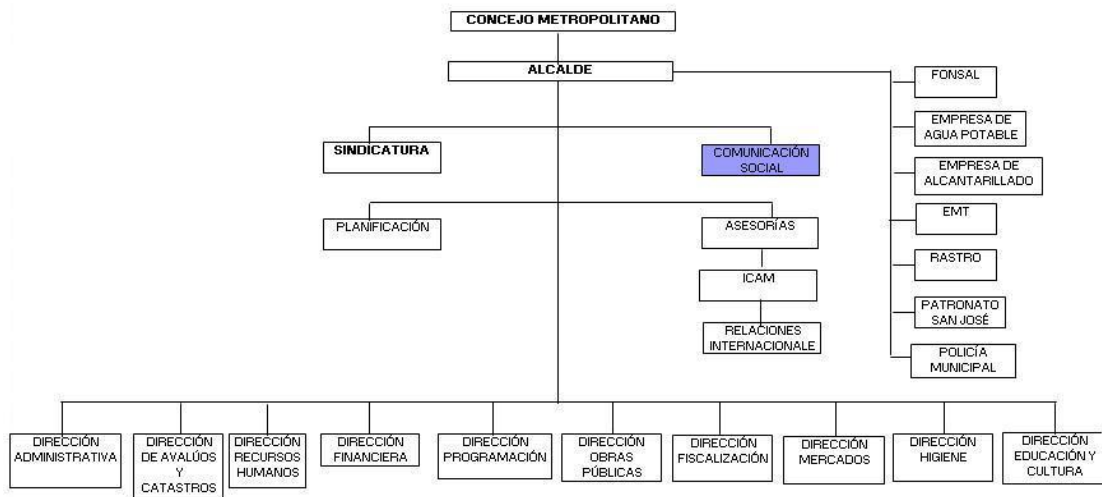 CONCEJO METROPOLITANO
ALCALDE
FONSAL
EMPRESA DE
AGUA POTABLE
EMPRESA DE
ALCANTARILLADO
EMT
RASTRO
PATRONATO
SAN JOSÉ
POLICÍA
MUNICIPAL
SINDICATURA
COMUNICACIÓN
SOCIAL
PLANIFICACIÓN
ASESORÍAS
ICAM
RELACIONES
INTERNACIONALE
DIRECCIÓN
ADMINISTRATIVA
DIRECCIÓN
DE AVALÚOS
Y
CATASTROS
DIRECCIÓN
RECURSOS
HUMANOS
DIRECCIÓN
FINANCIERA
DIRECCIÓN
PROGRAMACIÓN
DIRECCIÓN
OBRAS
PÚBLICAS
DIRECCIÓN
FISCALIZACIÓN
DIRECCIÓN
MERCADOS
DIRECCIÓN
HIGIENE
DIRECCIÓN
EDUCACIÓN Y
CULTURA